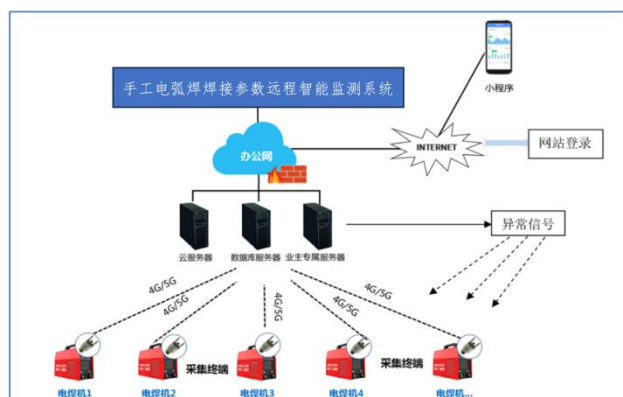 手工电弧焊焊接参数远程智能监测系统
小程序
办公网
INTERNET
网站登录
云服务器
数据库服务器
业主专属服务器
异常信号
4G/5G
4G/5G
4G/5G
4G/5G
4G/5G
采集终端
采集终端
电焊机1
电焊机2
电焊机3
电焊机4
电焊机...